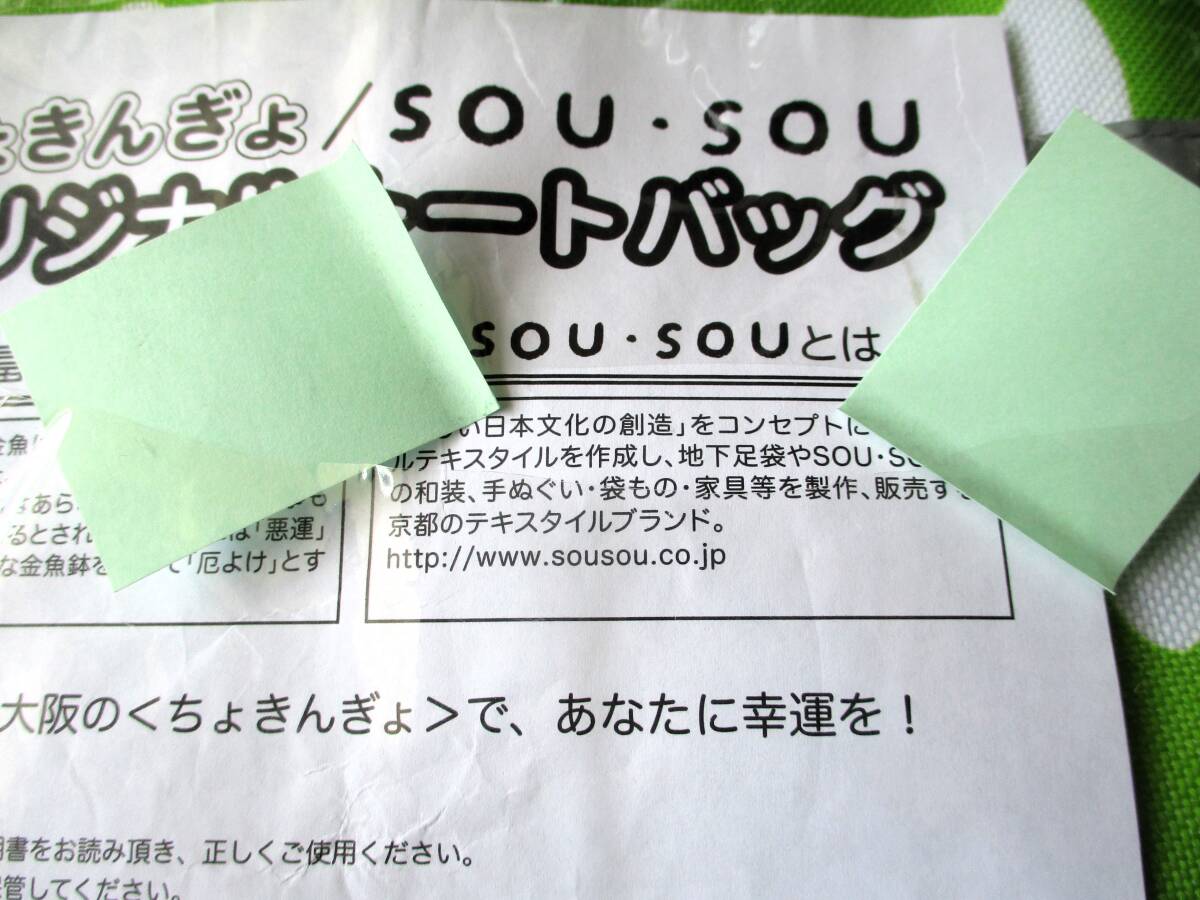 きんぎょ/SOU・SOU
リジナ ートバッグ
SOU・SOUとは
い日本文化の創造」をコンセプトに
ルテキスタイルを作成し、地下足袋やSOU・
の和装、手ぬぐい・袋もの・家具等を製作、販売す
京都のテキスタイルブランド。
http://www.sousou.co.jp
金魚
あら も
るとされ は「悪運」
な金魚鉢を て「厄よけ」とす
大阪の<ちょきんぎょ>で、あなたに幸運を!
書をお読み頂き、正しくご使用ください。
管してください。